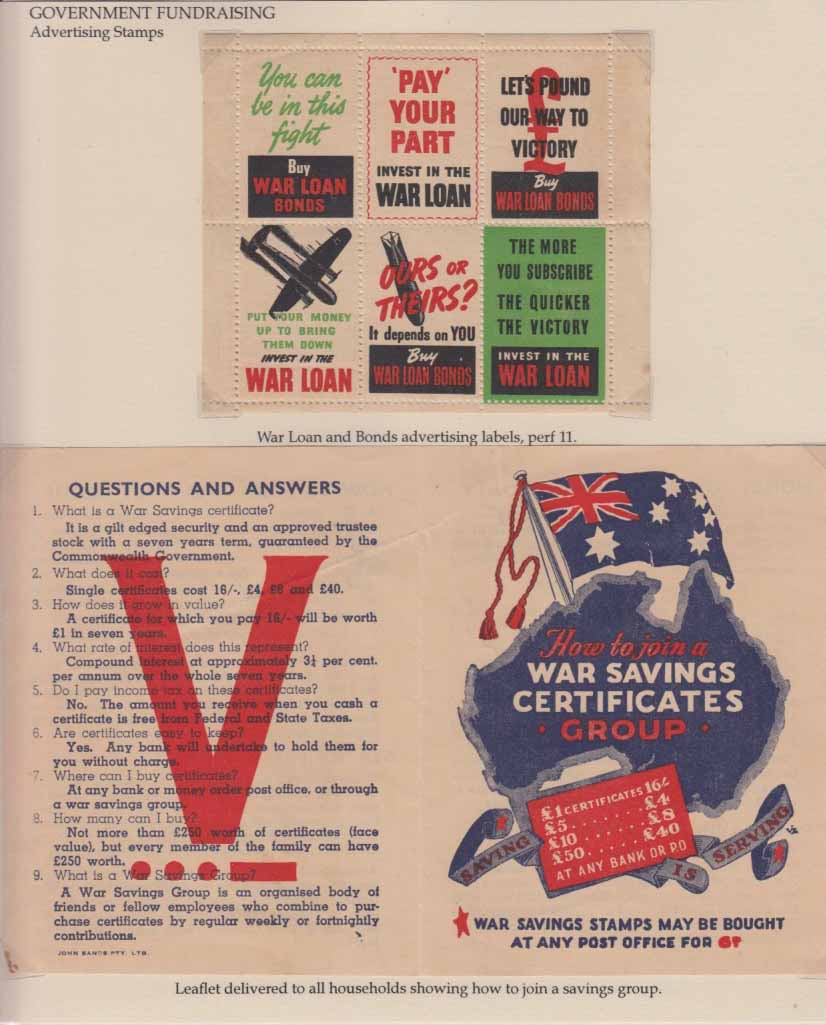 GOVERNMENT FUNDRAISING
Advertising Stamps
You can
be in this
fight
Buy
WAR LOAN
BONDS
'PAY'
YOUR
PART
INVEST IN THE
WAR LOAN
LET'S POUND
OUR WAY TO
VICTORY
£
Buy
WAR LOAN BONDS
PUT YOUR MONEY
UP TO BRING
THEM DOWN
INVEST IN THE
WAR LOAN
OURS OR
THEIRS?
It depends on YOU
Buy
WAR LOAN BONDS
THE MORE
YOU SUBSCRIBE
THE QUICKER
THE VICTORY
INVEST IN THE
WAR LOAN
War Loan and Bonds advertising labels, perf 11.
QUESTIONS AND ANSWERS
1. What is a War Savings certificate?
It is a gilt edged security and an approved trustee
stock with a seven years term, guaranteed by the
Commonwealth Government.
2. What does it cost?
Single certificates cost 16/-, £4, £8 and £40.
3. How does it grow in value?
A certificate for which you pay 16/- will be worth
£1 in seven years.
4. What rate of interest does this represent?
Compound interest at approximately 3¼ per cent.
per annum over the whole seven years.
5. Do I pay income tax on these certificates?
No. The amount you receive when you cash a
certificate is free from Federal and State Taxes.
6. Are certificates easy to keep?
Yes. Any bank will undertake to hold them for
you without charge.
7. Where can I buy certificates?
At any bank or money order post office, or through
a war savings group.
8. How many can I buy?
Not more than £250 worth of certificates (face
value), but every member of the family can have
£250 worth.
9. What is a War Savings Group?
A War Savings Group is an organised body of
friends or fellow employees who combine to pur-
chase certificates by regular weekly or fortnightly
contributions.
JOHN SANDS PTY. LTD.
V
How to join a
WAR SAVINGS
CERTIFICATES
· GROUP ·
£1 CERTIFICATES 16/-
£5 ...... £4
£10 ...... £8
£50 ...... £40
AT ANY BANK OR P.O
SAVING IS SERVING
WAR SAVINGS STAMPS MAY BE BOUGHT
AT ANY POST OFFICE FOR 6D
Leaflet delivered to all households showing how to join a savings group.